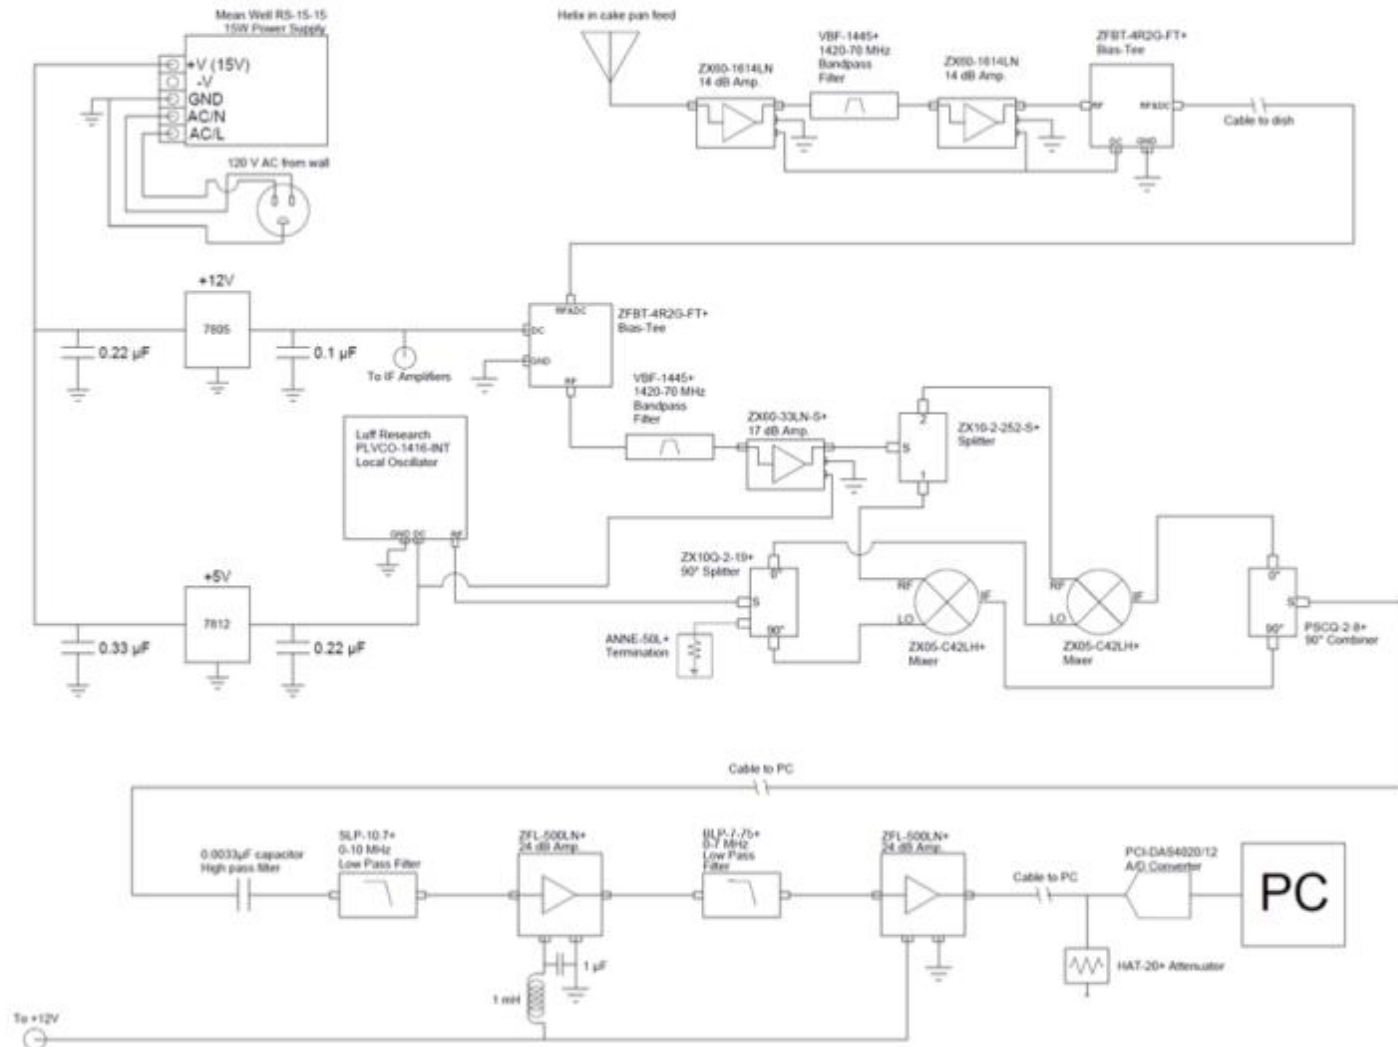 Mean Well RS-15-15
15W Power Supply
+V (15V)
-V
GND
AC/N
AC/L
120 V AC from wall
Helix in cake pan feed
ZX60-1614LN
14 dB Amp.
VBF-1445+
1420-70 MHz
Bandpass
Filter
ZX60-1614LN
14 dB Amp.
ZFBT-4R2G-FT+
Bias-Tee
RF
RF&DC
DC
GND
Cable to dish
+12V
7805
0.22 µF
0.1 µF
To IF Amplifiers
RF&DC
DC
GND
RF
ZFBT-4R2G-FT+
Bias-Tee
VBF-1445+
1420-70 MHz
Bandpass
Filter
ZX60-33LN-S+
17 dB Amp.
2
S
1
ZX10-2-252-S+
Splitter
Luff Research
PLVCO-1416-INT
Local Oscillator
GND DC
RF
+5V
7812
0.33 µF
0.22 µF
ZX10Q-2-19+
90° Splitter
0°
S
90°
ANNE-50L+
Termination
RF
LO
IF
ZX05-C42LH+
Mixer
RF
LO
IF
ZX05-C42LH+
Mixer
0°
S
90°
PSCQ-2-8+
90° Combiner
Cable to PC
0.0033µF capacitor
High pass filter
SLP-10.7+
0-10 MHz
Low Pass Filter
ZFL-500LN+
24 dB Amp.
BLP-7-75+
0-7 MHz
Low Pass
Filter
ZFL-500LN+
24 dB Amp.
Cable to PC
PCI-DAS4020/12
A/D Converter
PC
HAT-20+ Attenuator
1 µF
1 mH
To +12V